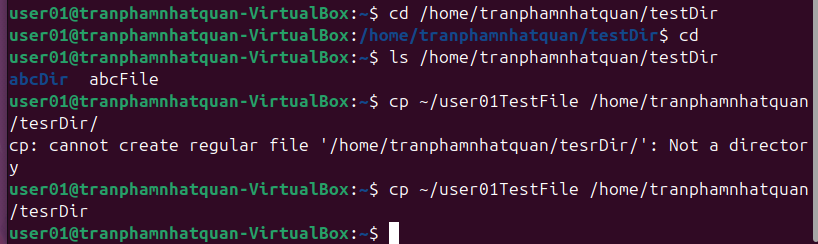 user01@tranphamnhatquan-VirtualBox:~$ cd /home/tranphamnhatquan/testDir
user01@tranphamnhatquan-VirtualBox:/home/tranphamnhatquan/testDir$ cd
user01@tranphamnhatquan-VirtualBox:~$ ls /home/tranphamnhatquan/testDir
abcDir  abcFile
user01@tranphamnhatquan-VirtualBox:~$ cp ~/user01TestFile /home/tranphamnhatquan
/tesrDir/
cp: cannot create regular file '/home/tranphamnhatquan/tesrDir/': Not a director
y
user01@tranphamnhatquan-VirtualBox:~$ cp ~/user01TestFile /home/tranphamnhatquan
/tesrDir
user01@tranphamnhatquan-VirtualBox:~$